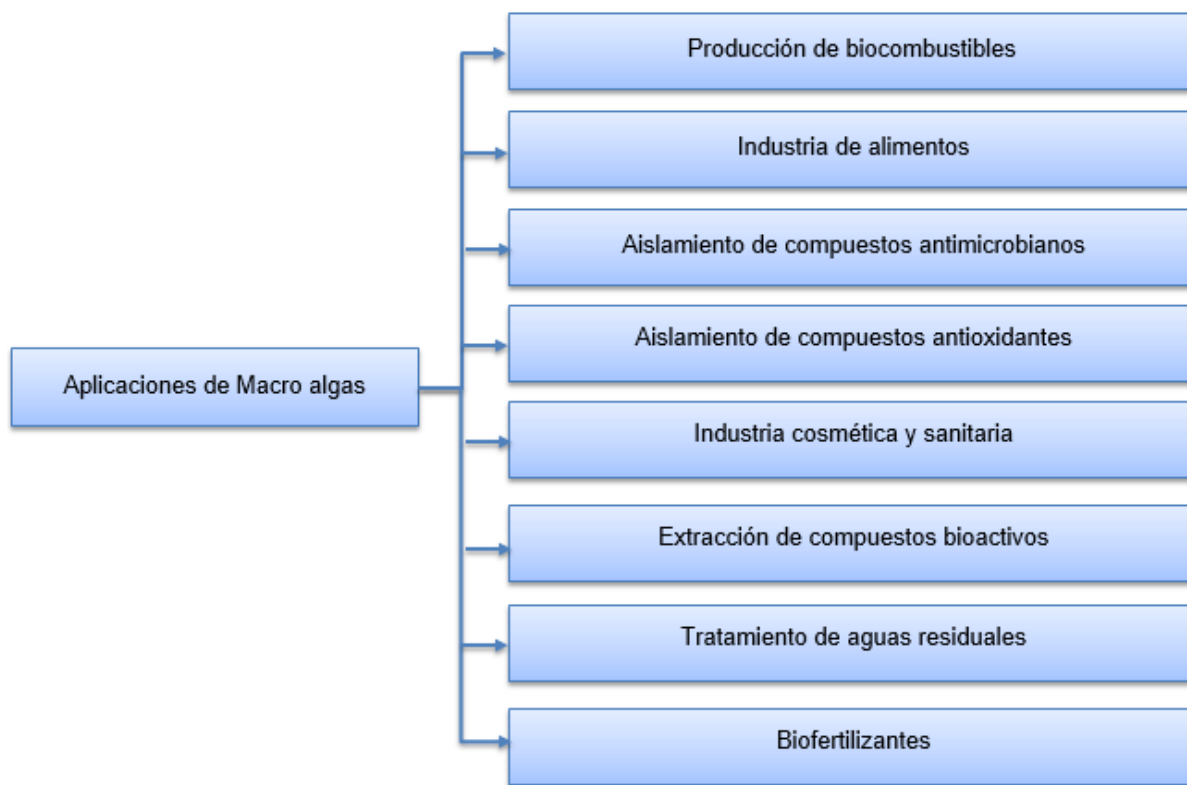 Producción de biocombustibles
Industria de alimentos
Aislamiento de compuestos antimicrobianos
Aislamiento de compuestos antioxidantes
Aplicaciones de Macro algas
Industria cosmética y sanitaria
Extracción de compuestos bioactivos
Tratamiento de aguas residuales
Biofertilizantes